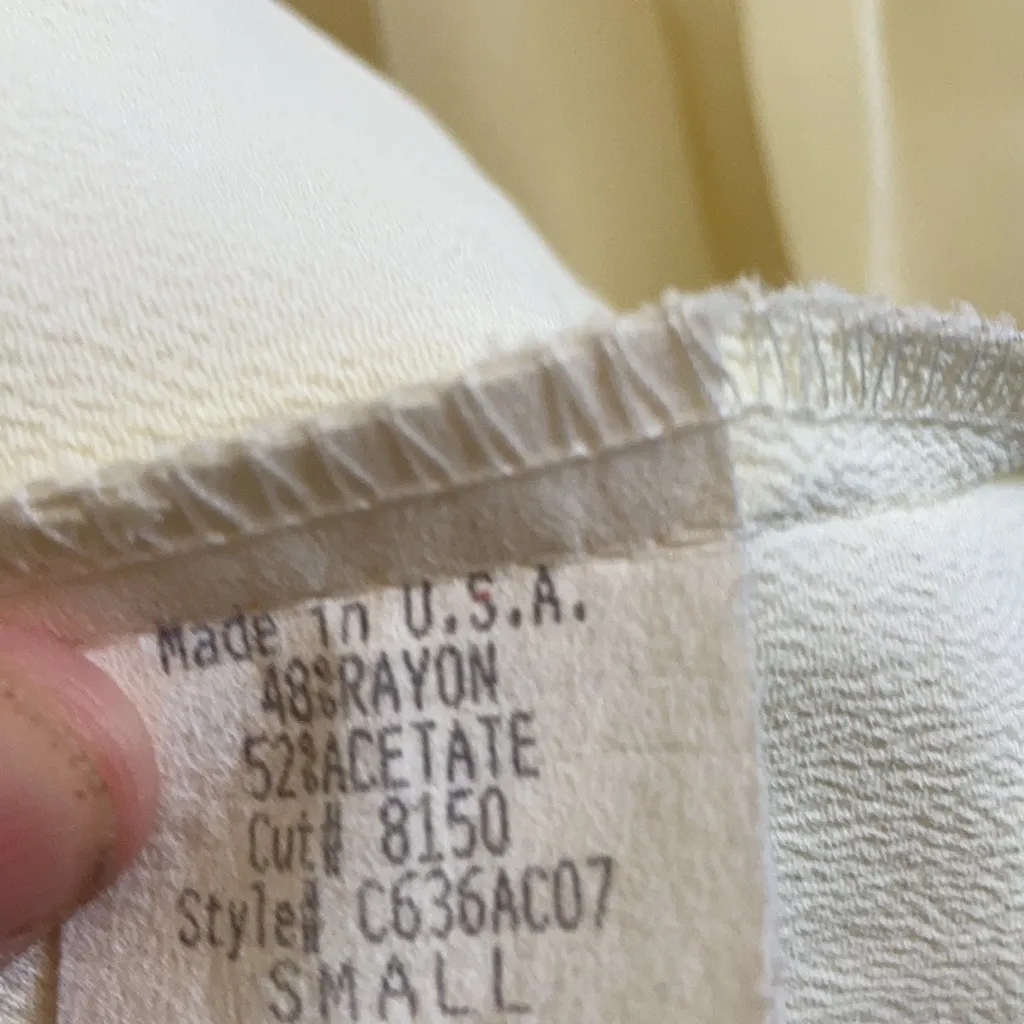 Made in U.S.A.
48%RAYON
52%ACETATE
Cut# 8150
Style# C636AC07
SMALL